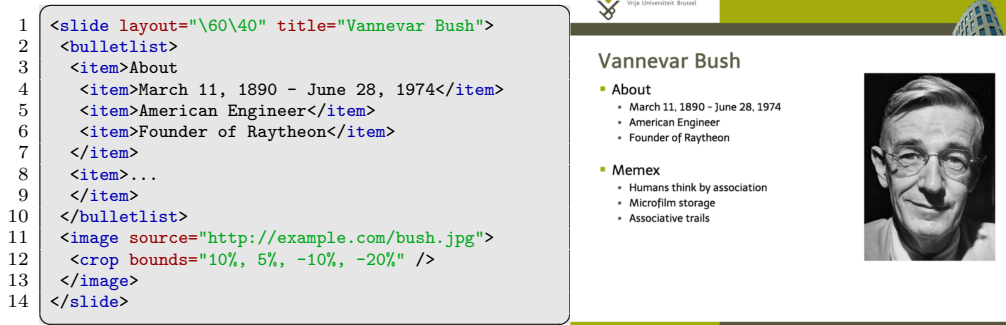 1 <slide layout="\60\40" title="Vannevar Bush">
2 <bulletlist>
3 <item>About
4 <item>March 11, 1890 - June 28, 1974</item>
5 <item>American Engineer</item>
6 <item>Founder of Raytheon</item>
7 </item>
8 <item>...
9 </item>
10 </bulletlist>
11 <image source="http://example.com/bush.jpg">
12 <crop bounds="10%, 5%, -10%, -20%" />
13 </image>
14 </slide>
Vrije Universiteit Brussel
Vannevar Bush
About
March 11, 1890 – June 28, 1974
American Engineer
Founder of Raytheon
Memex
Humans think by association
Microfilm storage
Associative trails